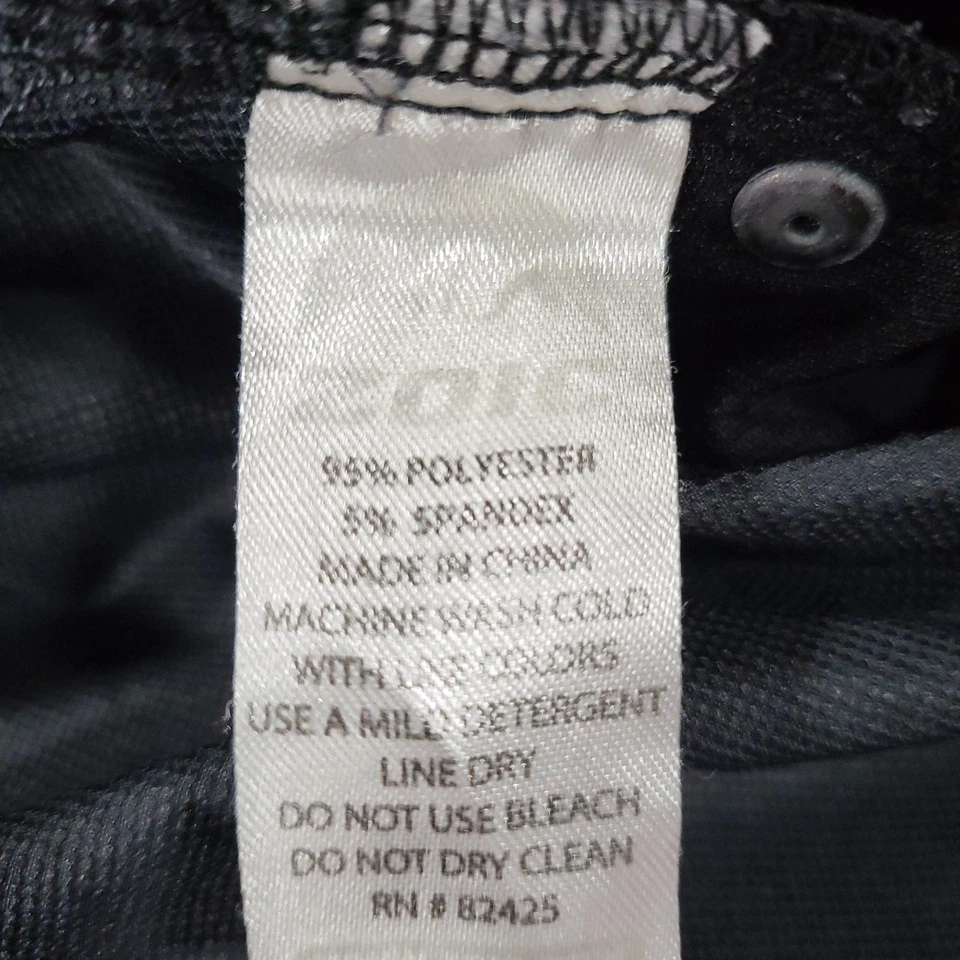 95% POLYESTER
5% SPANDEX
MADE IN CHINA
MACHINE WASH COLD
WITH LIKE COLORS
USE A MILD DETERGENT
LINE DRY
DO NOT USE BLEACH
DO NOT DRY CLEAN
RN # 82425